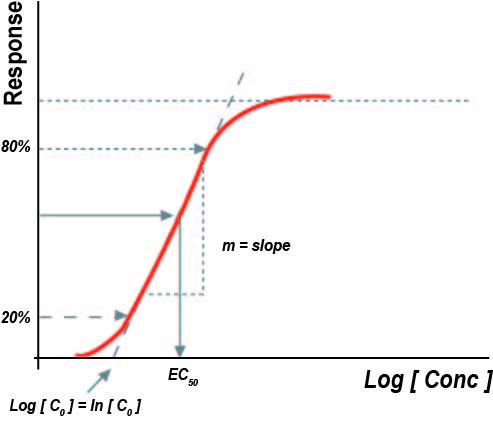 Response
80%
m = slope
20%
EC50
Log [ Conc ]
Log [ C0 ] = ln [ C0 ]